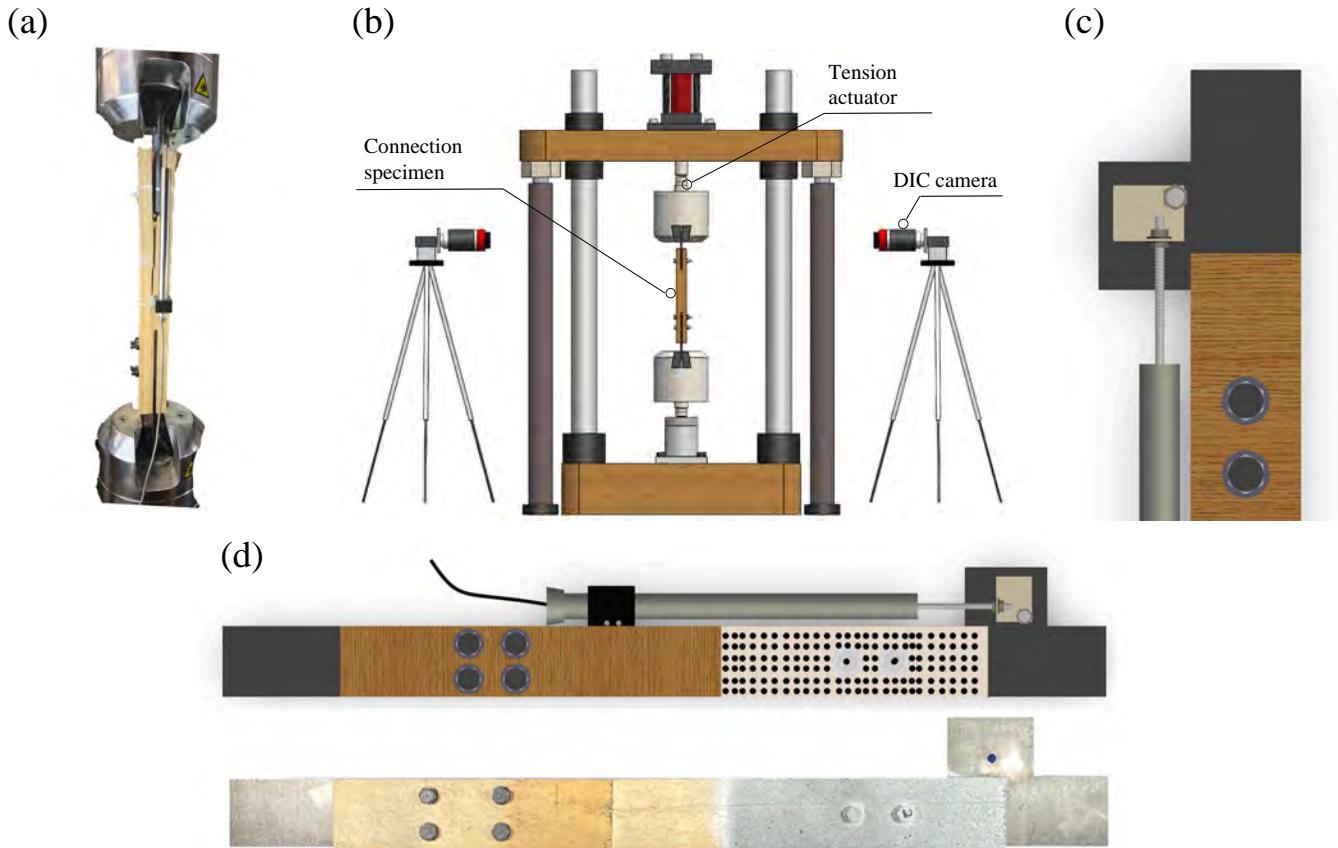 (a)
(b)
(c)
Tension
actuator
Connection
specimen
DIC camera
(d)